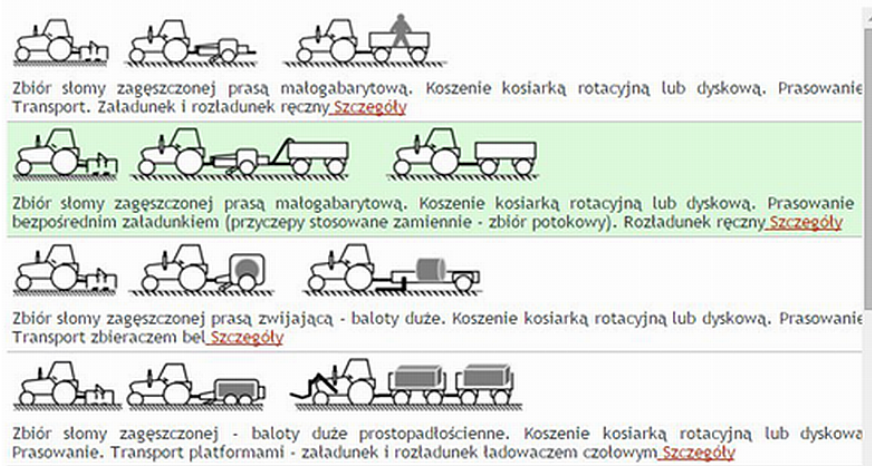 Zbiór słomy zagęszczonej prasą małogabarytową. Koszenie kosiarką rotacyjną lub dyskową. Prasowanie
Transport. Załadunek i rozładunek ręczny Szczegóły
Zbiór słomy zagęszczonej prasą małogabarytową. Koszenie kosiarką rotacyjną lub dyskową. Prasowanie
bezpośrednim załadunkiem (przyczepy stosowane zamiennie - zbiór potokowy). Rozładunek ręczny Szczegóły
Zbiór słomy zagęszczonej prasą zwijającą - baloty duże. Koszenie kosiarką rotacyjną lub dyskową. Prasowanie
Transport zbieraczem bel Szczegóły
Zbiór słomy zagęszczonej - baloty duże prostopadłościenne. Koszenie kosiarką rotacyjną lub dyskową
Prasowanie. Transport platformami - załadunek i rozładunek ładowaczem czołowym Szczegóły